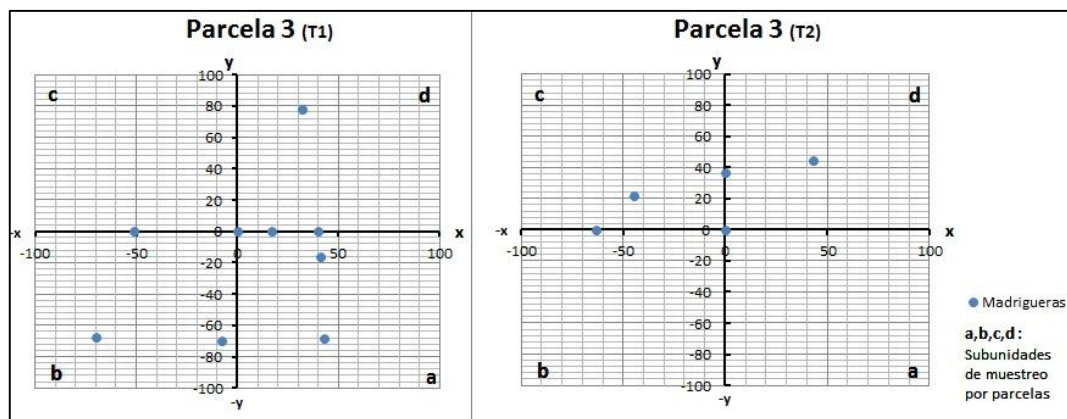 Parcela 3 (T1)
y
100
c
d
80
60
40
20
-x
0
x
-100
-50
0
50
100
-20
-40
-60
-80
b
a
-100
-y
Parcela 3 (T2)
y
100
c
d
80
60
40
20
-x
0
x
-100
-50
0
50
100
-20
-40
-60
-80
b
a
-100
-y
Madrigueras
a,b,c,d :
Subunidades
de muestreo
por parcelas